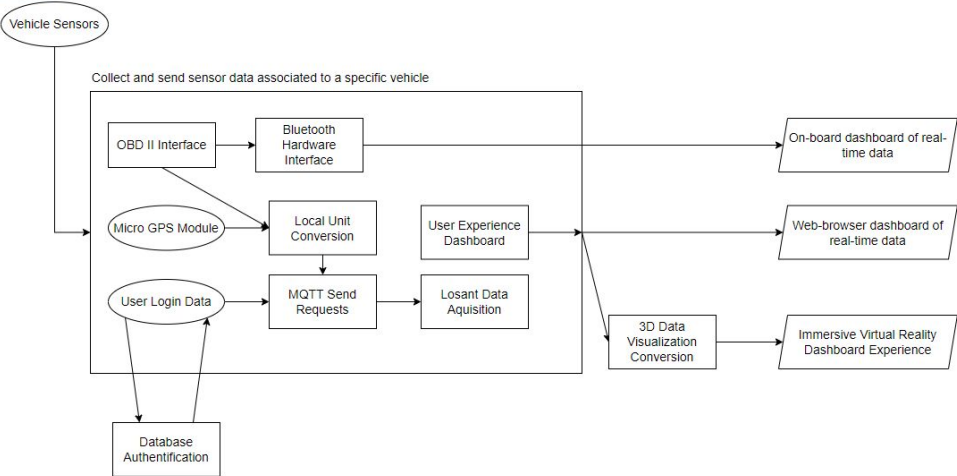 Vehicle Sensors
Collect and send sensor data associated to a specific vehicle
OBD II Interface
Bluetooth
Hardware
Interface
On-board dashboard of real-
time data
Micro GPS Module
Local Unit
Conversion
User Experience
Dashboard
Web-browser dashboard of
real-time data
User Login Data
MQTT Send
Requests
Losant Data
Aquisition
3D Data
Visualization
Conversion
Immersive Virtual Reality
Dashboard Experience
Database
Authentification